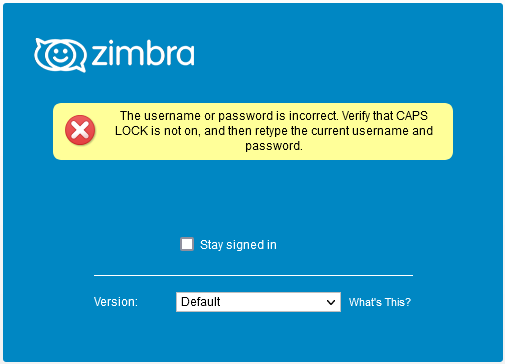 zimbra
The username or password is incorrect. Verify that CAPS
LOCK is not on, and then retype the current username and
password.
Stay signed in
Version: Default What's This?